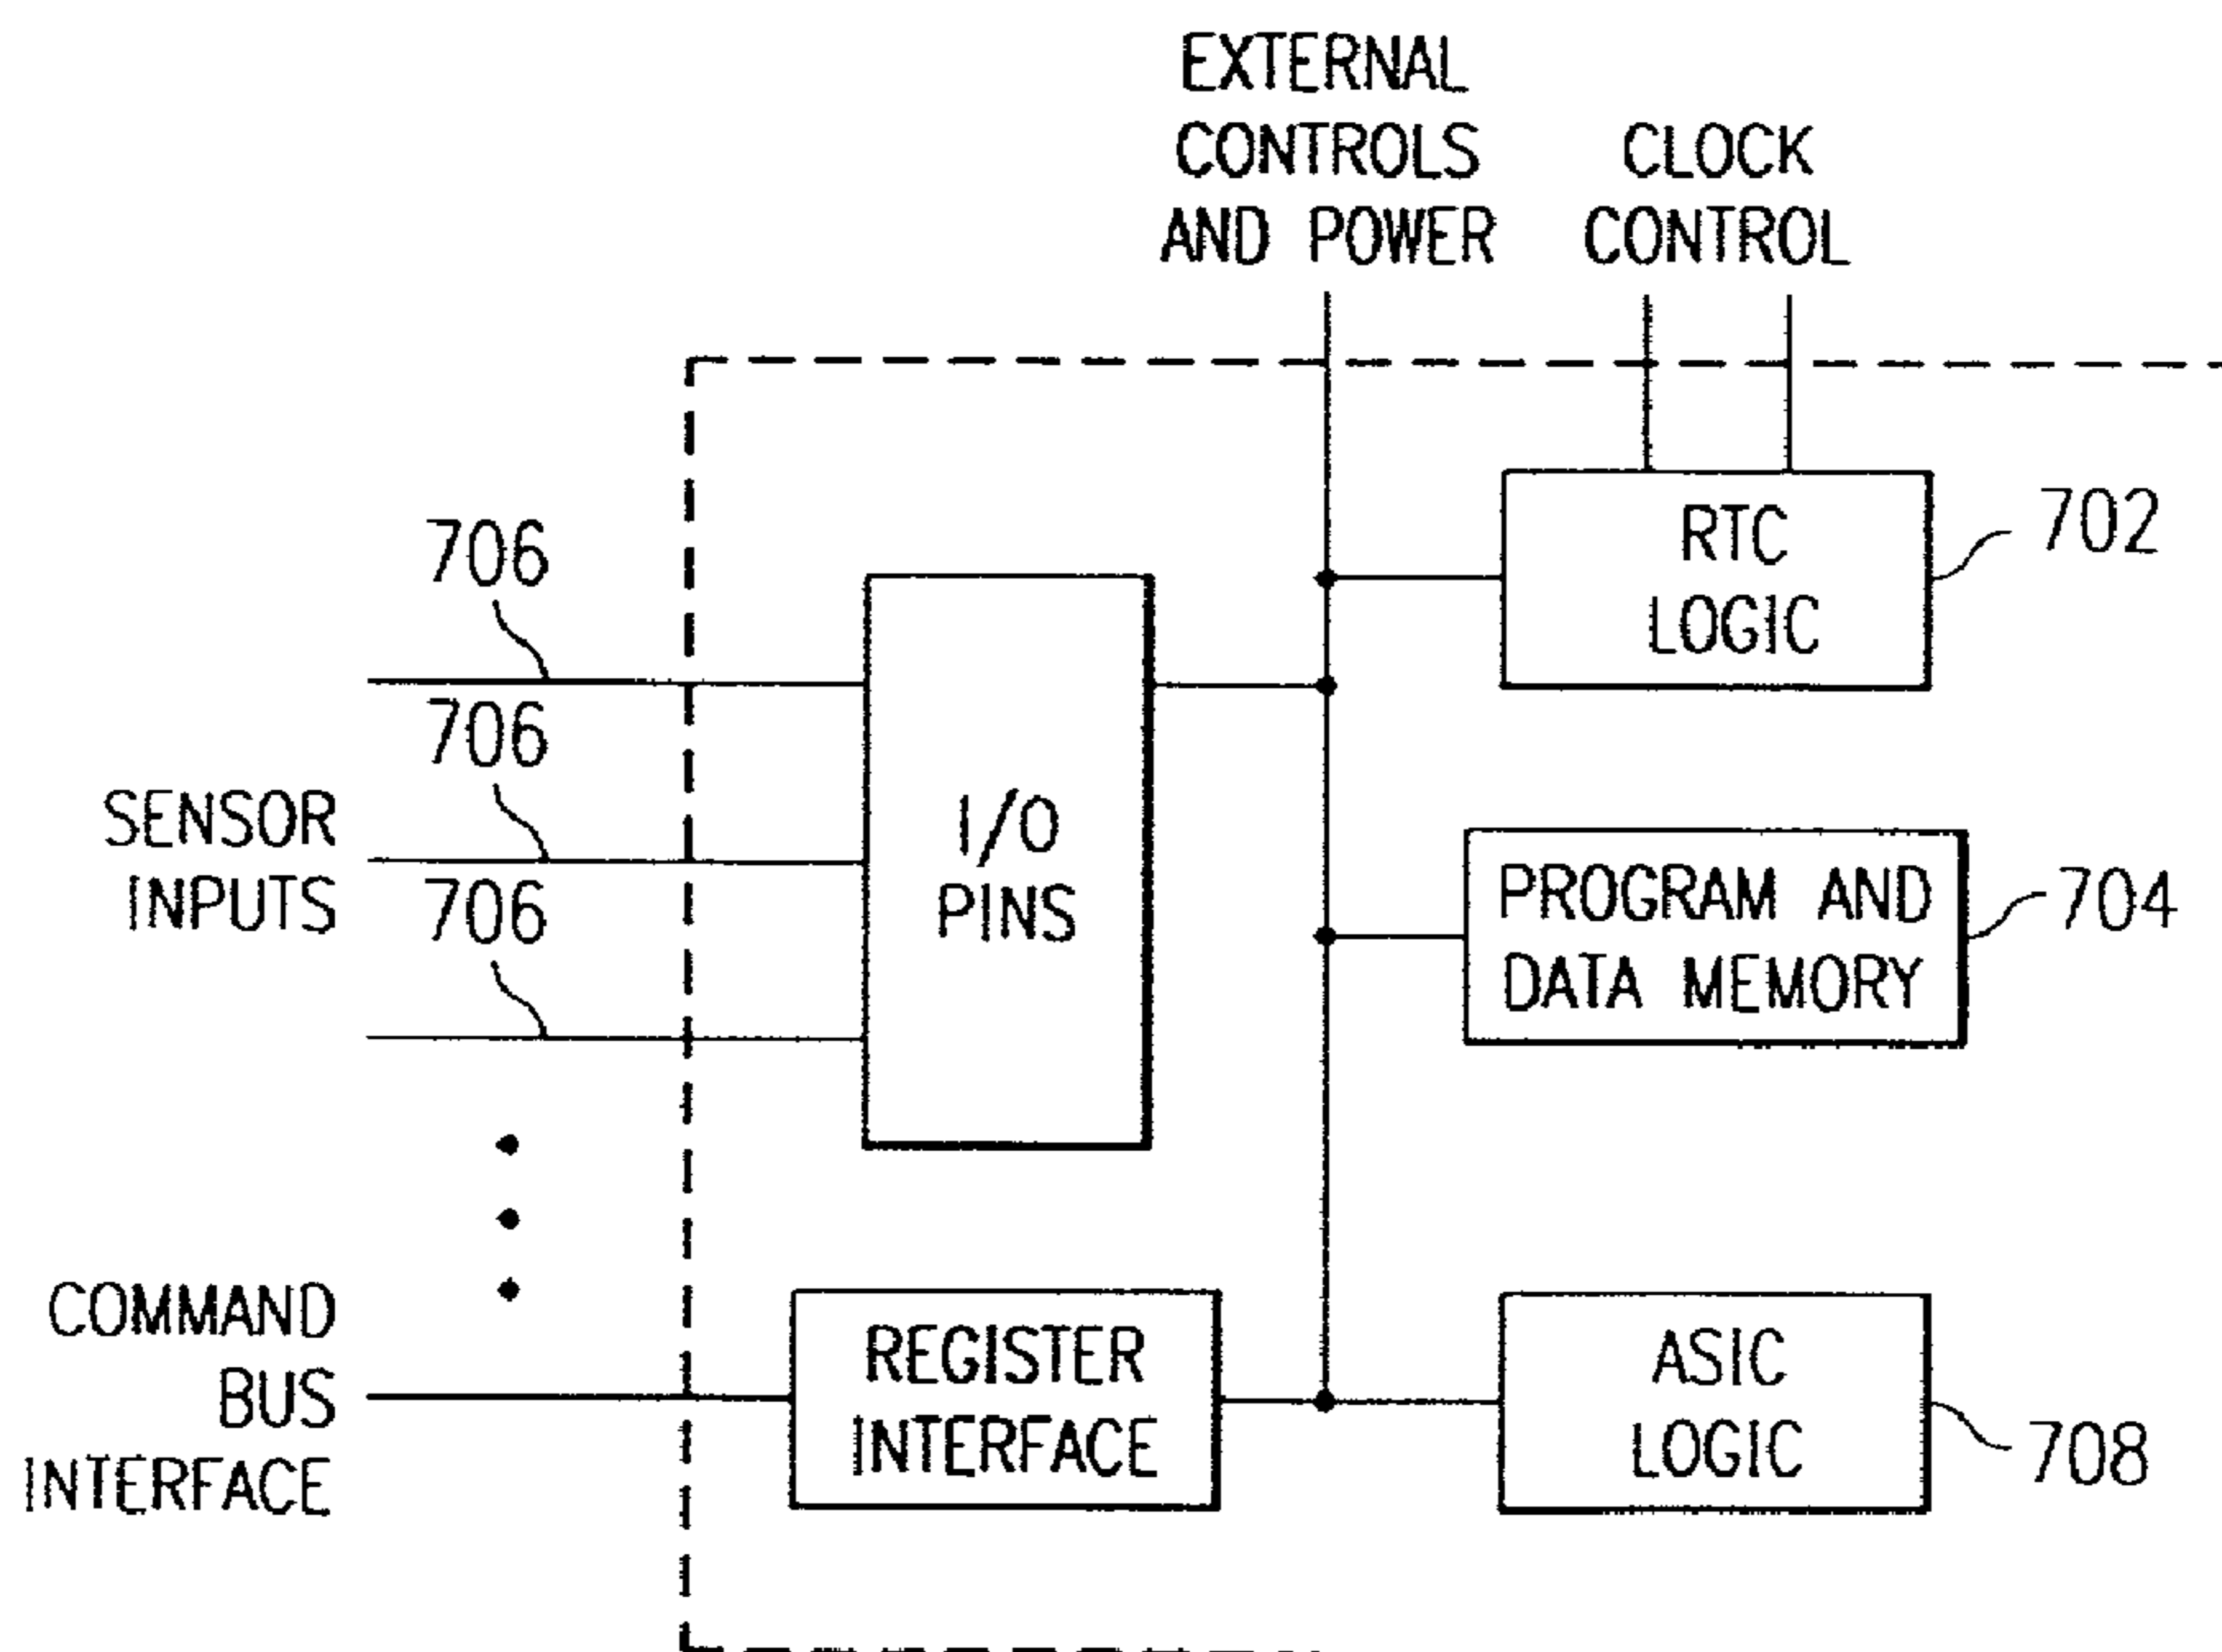 EXTERNAL
CONTROLS
AND POWER
CLOCK
CONTROL
RTC
LOGIC
702
706
706
706
SENSOR
INPUTS
I/O
PINS
PROGRAM AND
DATA MEMORY
704
COMMAND
BUS
INTERFACE
REGISTER
INTERFACE
ASIC
LOGIC
708